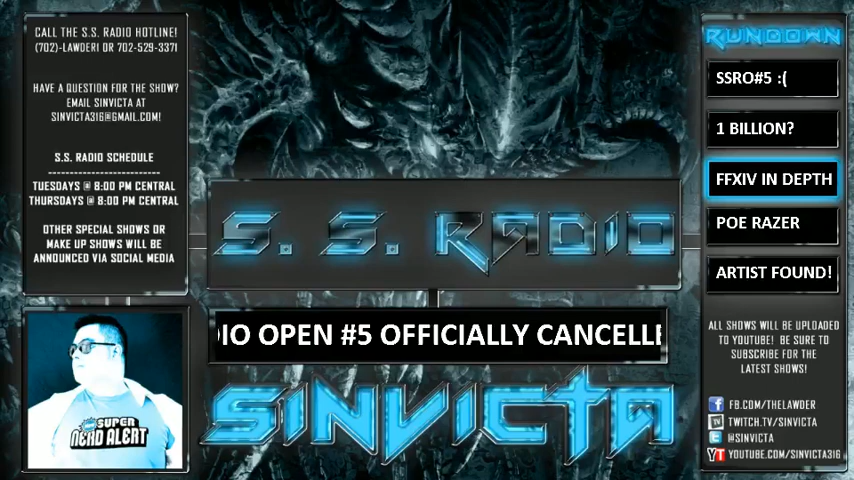 CALL THE S.S. RADIO HOTLINE!
(702)-LAWDERI OR 702-529-3371
HAVE A QUESTION FOR THE SHOW?
EMAIL SINVICTA AT
SINVICTA316@GMAIL.COM!
S.S. RADIO SCHEDULE
---------------------------
TUESDAYS @ 8:00 PM CENTRAL
THURSDAYS @ 8:00 PM CENTRAL
OTHER SPECIAL SHOWS OR
MAKE UP SHOWS WILL BE
ANNOUNCED VIA SOCIAL MEDIA
SUPER
NERD ALERT
S. S. RADIO
DIO OPEN #5 OFFICIALLY CANCELLE
SINVICTA
RUNDOWN
SSRO#5 :(
1 BILLION?
FFXIV IN DEPTH
POE RAZER
ARTIST FOUND!
ALL SHOWS WILL BE UPLOADED
TO YOUTUBE! BE SURE TO
SUBSCRIBE FOR THE
LATEST SHOWS!
FB.COM/THELAWDER
TWITCH.TV/SINVICTA
@SINVICTA
YOUTUBE.COM/SINVICTA316